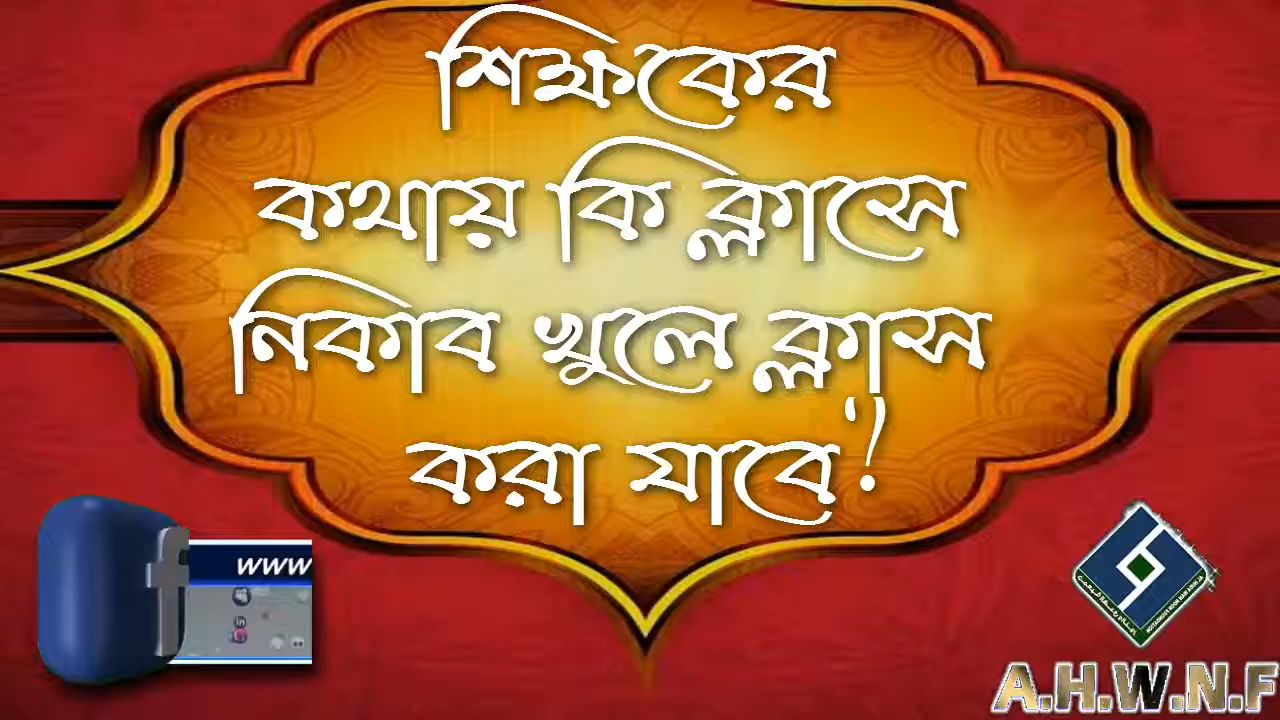 শিক্ষকের
কথায় কি ক্লাসে
নিকাব খুলে ক্লাস
করা যাবে?
www
A.H.W.N.F